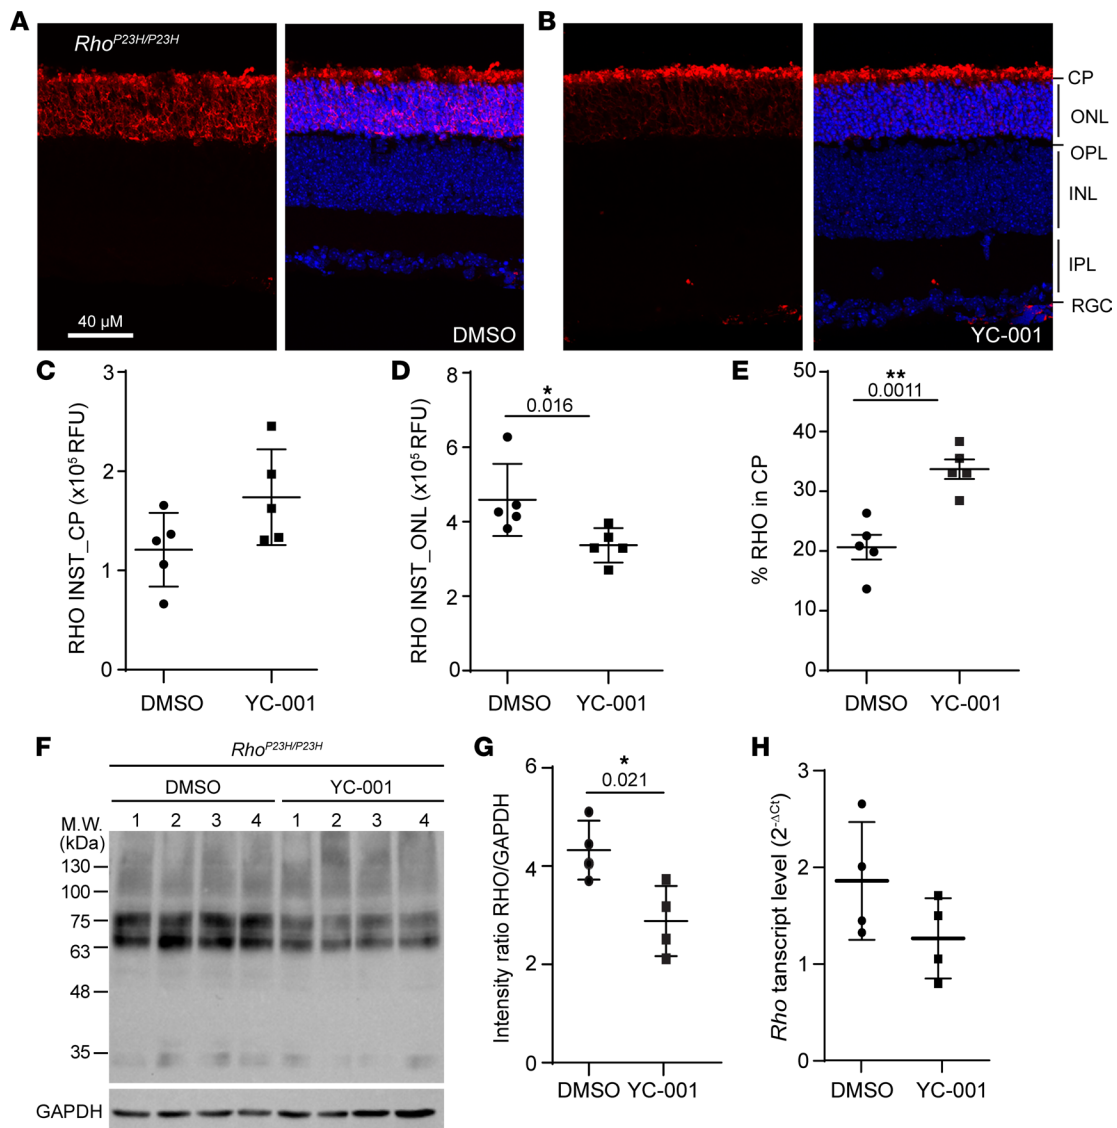 A
Rho^P23H/P23H
40 µM
DMSO
B
YC-001
CP
ONL
OPL
INL
IPL
RGC
C
RHO INST_CP (x10⁵ RFU)
3
2
1
0
DMSO YC-001
D
RHO INST_ONL (x10⁵ RFU)
8
6
4
2
0
*
0.016
DMSO YC-001
E
% RHO in CP
50
40
30
20
10
0
**
0.0011
DMSO YC-001
F
Rho^P23H/P23H
DMSO YC-001
M.W. 1 2 3 4 1 2 3 4
(kDa)
130
100
75
63
48
35
GAPDH
G
Intensity ratio RHO/GAPDH
6
4
2
0
*
0.021
DMSO YC-001
H
Rho tanscript level (2^-ΔCt)
3
2
1
0
DMSO YC-001